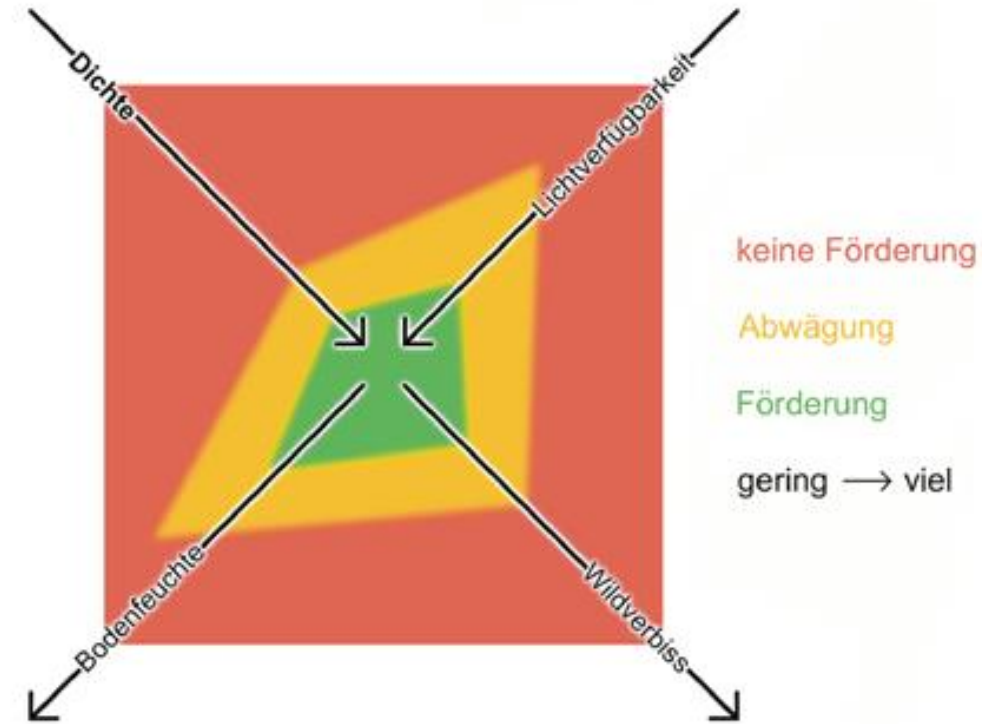 Dichte
Lichtverfügbarkeit
keine Förderung
Abwägung
Förderung
gering → viel
Bodenfeuchte
Wildverbiss